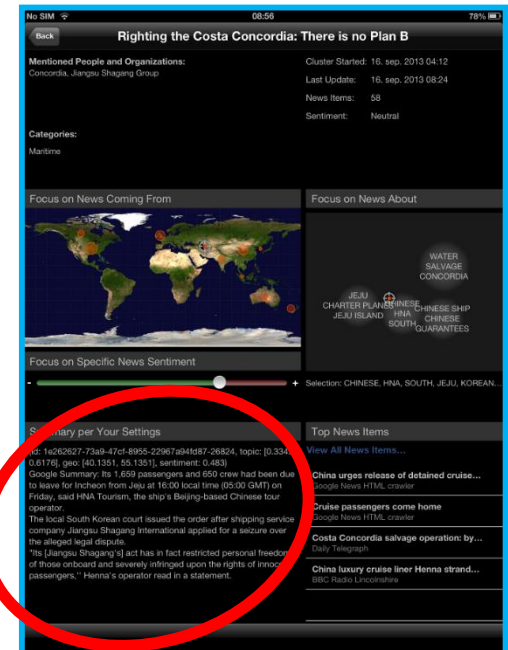 No SIM 08:56 78%
Back Righting the Costa Concordia: There is no Plan B
Mentioned People and Organizations:
Concordia, Jiangsu Shagang Group
Cluster Started: 16. sep. 2013 04:12
Last Update: 16. sep. 2013 08:24
News Items: 58
Sentiment: Neutral
Categories:
Maritime
Focus on News Coming From
Focus on News About
WATER
SALVAGE
CONCORDIA
JEJU
CHARTER PLANES
JEJU ISLAND
CHINESE
HNA
SOUTH
CHINESE SHIP
CHINESE
GUARANTEES
Focus on Specific News Sentiment
- +
Selection: CHINESE, HNA, SOUTH, JEJU, KOREAN...
Summary per Your Settings
(id: 1e262627-73a9-47cf-8955-22967a94fd87-26824, topic: [0.334
0.6176], geo: [40.1351, 55.1351], sentiment: 0.483)
Google Summary: Its 1,659 passengers and 650 crew had been due
to leave for Incheon from Jeju at 16:00 local time (05:00 GMT) on
Friday, said HNA Tourism, the ship's Beijing-based Chinese tour
operator.
The local South Korean court issued the order after shipping service
company Jiangsu Shagang International applied for a seizure over
the alleged legal dispute.
"Its [Jiangsu Shagang's] act has in fact restricted personal freedom
of those onboard and severely infringed upon the rights of
passengers,'' Henna's operator read in a statement.
Top News Items
View All News Items...
China urges release of detained cruise...
Google News HTML crawler
Cruise passengers come home
Google News HTML crawler
Costa Concordia salvage operation: by...
Daily Telegraph
China luxury cruise liner Henna strand...
BBC Radio Lincolnshire